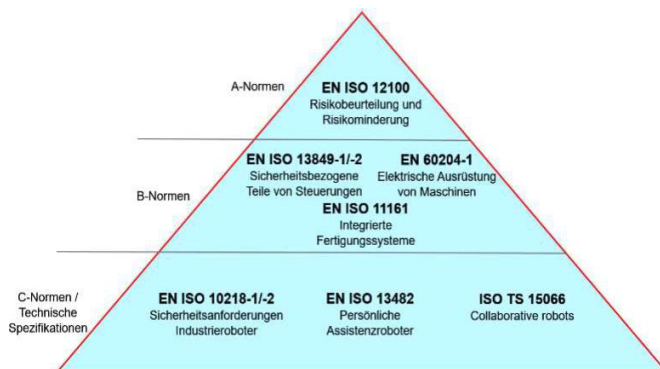 A-Normen
EN ISO 12100
Risikobeurteilung und
Risikominderung
B-Normen
EN ISO 13849-1/-2
Sicherheitsbezogene
Teile von Steuerungen
EN 60204-1
Elektrische Ausrüstung
von Maschinen
EN ISO 11161
Integrierte
Fertigungssysteme
C-Normen /
Technische
Spezifikationen
EN ISO 10218-1/-2
Sicherheitsanforderungen
Industrieroboter
EN ISO 13482
Persönliche
Assistenzroboter
ISO TS 15066
Collaborative robots